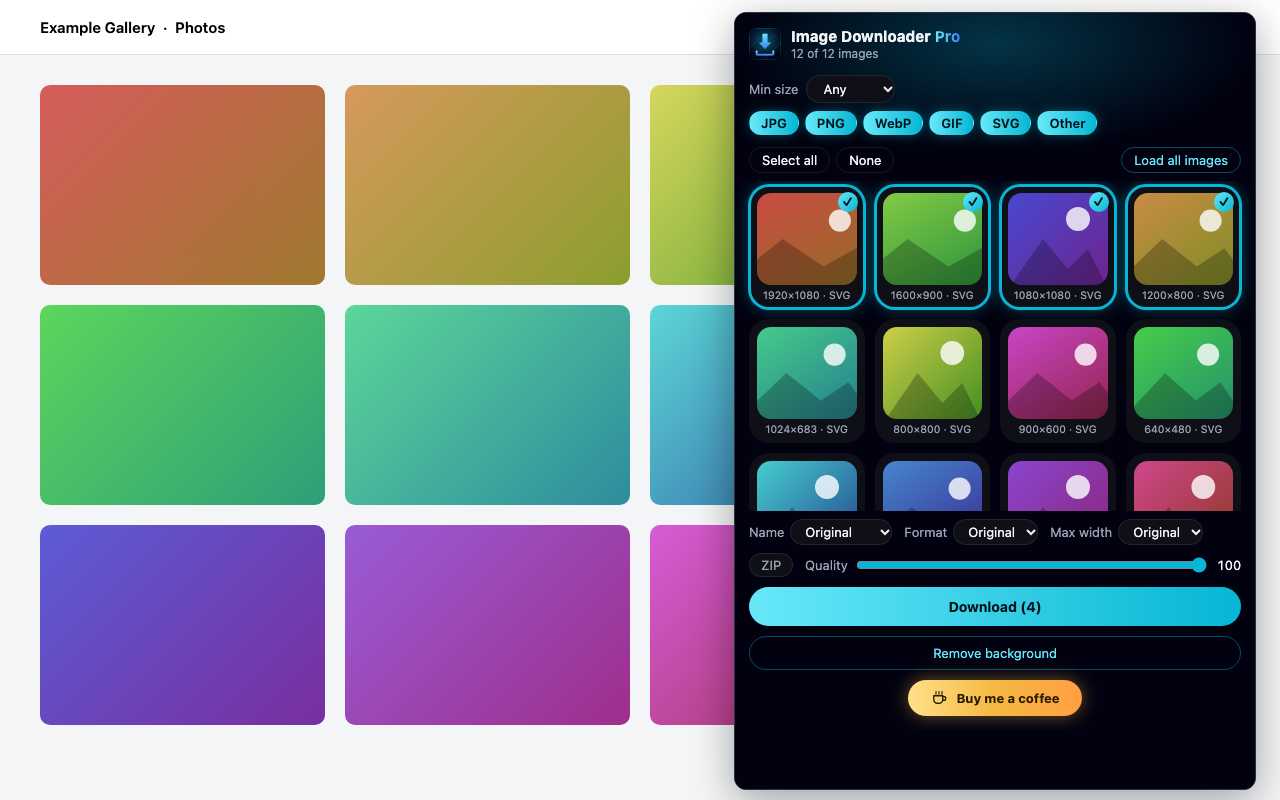 Example Gallery · Photos
Image Downloader Pro
12 of 12 images
Min size Any
JPG PNG WebP GIF SVG Other
Select all None Load all images
1920×1080 · SVG 1600×900 · SVG 1080×1080 · SVG 1200×800 · SVG
1024×683 · SVG 800×800 · SVG 900×600 · SVG 640×480 · SVG
Name Original Format Original Max width Original
ZIP Quality 100
Download (4)
Remove background
Buy me a coffee